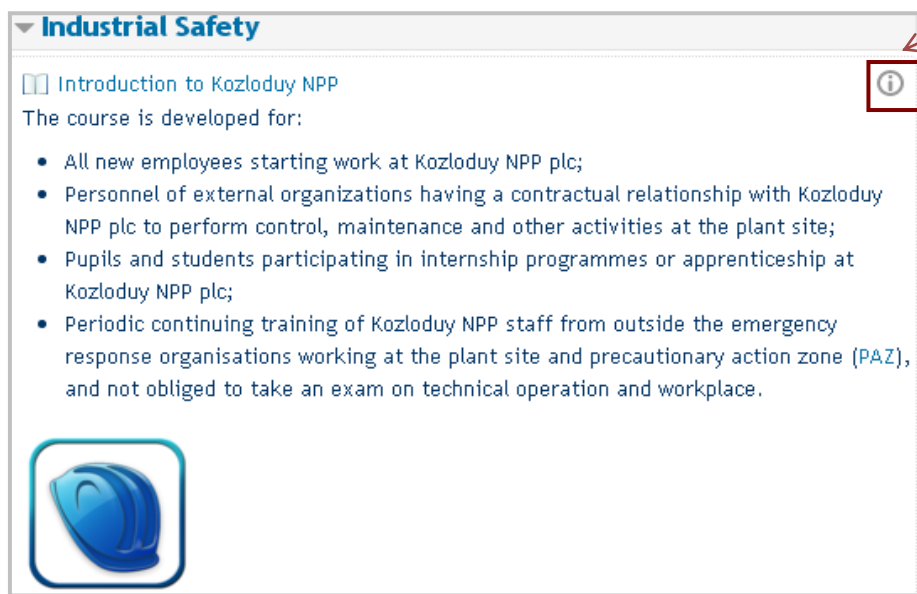 Industrial Safety
Introduction to Kozloduy NPP
The course is developed for:
• All new employees starting work at Kozloduy NPP plc;
• Personnel of external organizations having a contractual relationship with Kozloduy
NPP plc to perform control, maintenance and other activities at the plant site;
• Pupils and students participating in internship programmes or apprenticeship at
Kozloduy NPP plc;
• Periodic continuing training of Kozloduy NPP staff from outside the emergency
response organisations working at the plant site and precautionary action zone (PAZ),
and not obliged to take an exam on technical operation and workplace.